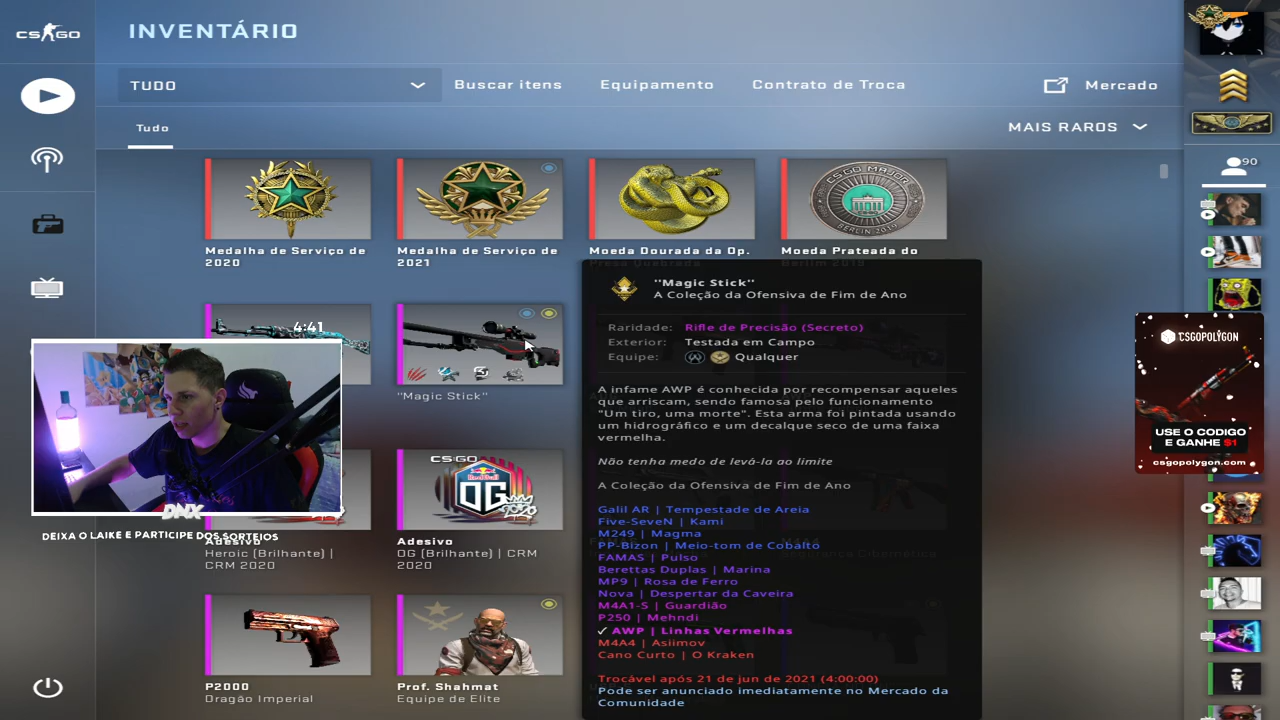 CS GO
INVENTÁRIO
TUDO
Buscar itens
Equipamento
Contrato de Troca
Mercado
Tudo
MAIS RAROS
90
CSGO MAJOR
BERLIN 2019
Medalha de Serviço de
2020
Medalha de Serviço de
2021
Moeda Dourada da Op.
Moeda Prateada do
4:41
"Magic Stick"
''Magic Stick''
A Coleção da Ofensiva de Fim de Ano
Raridade: Rifle de Precisão (Secreto)
Exterior: Testada em Campo
Equipe: Qualquer
A infame AWP é conhecida por recompensar aqueles
que arriscam, sendo famosa pelo funcionamento
"Um tiro, uma morte". Esta arma foi pintada usando
um hidrográfico e um decalque seco de uma faixa
vermelha.
Não tenha medo de levá-la ao limite
A Coleção da Ofensiva de Fim de Ano
Galil AR | Tempestade de Areia
Five-SeveN | Kami
M249 | Magma
PP-Bizon | Meio-tom de Cobalto
FAMAS | Pulso
Berettas Duplas | Marina
MP9 | Rosa de Ferro
Nova | Despertar da Caveira
M4A1-S | Guardião
P250 | Mehndi
✓ AWP | Linhas Vermelhas
M4A4 | Asiimov
Cano Curto | O Kraken
Trocável após 21 de jun de 2021 (4:00:00)
Pode ser anunciado imediatamente no Mercado da
Comunidade
CSGOPOLYGON
USE O CODIGO
E GANHE $1
csgopolygon.com
DNX
DEIXA O LAIKE E PARTICIPE DOS SORTEIOS
CS:GO
OG
Adesivo
Heroic (Brilhante) |
CRM 2020
Adesivo
OG (Brilhante) | CRM
2020
P2000
Dragão Imperial
Prof. Shahmat
Equipe de Elite